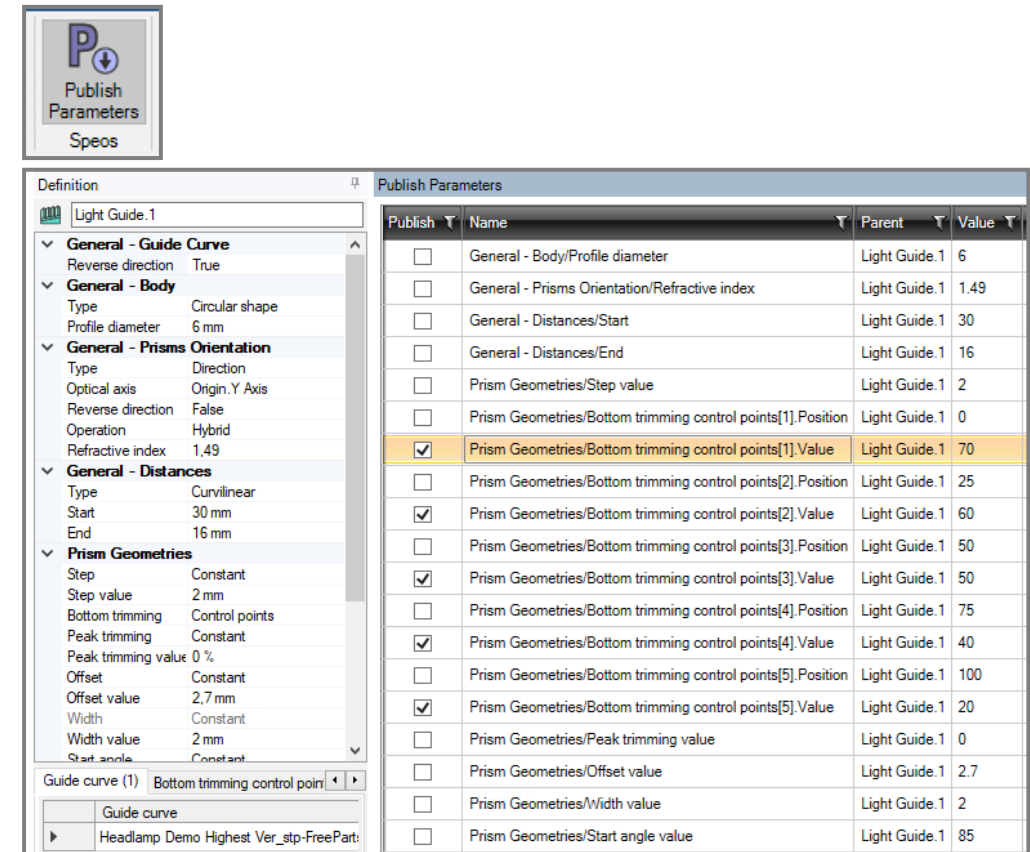 P
Publish
Parameters
Speos
Definition
Light Guide.1
General - Guide Curve
Reverse direction True
General - Body
Type Circular shape
Profile diameter 6 mm
General - Prisms Orientation
Type Direction
Optical axis Origin.Y Axis
Reverse direction False
Operation Hybrid
Refractive index 1,49
General - Distances
Type Curvilinear
Start 30 mm
End 16 mm
Prism Geometries
Step Constant
Step value 2 mm
Bottom trimming Control points
Peak trimming Constant
Peak trimming value 0 %
Offset Constant
Offset value 2,7 mm
Width Constant
Width value 2 mm
Start angle Constant
Guide curve (1) Bottom trimming control poin
Guide curve
Headlamp Demo Highest Ver_stp-FreeParts
Publish Parameters
Publish Name Parent Value
General - Body/Profile diameter Light Guide.1 6
General - Prisms Orientation/Refractive index Light Guide.1 1.49
General - Distances/Start Light Guide.1 30
General - Distances/End Light Guide.1 16
Prism Geometries/Step value Light Guide.1 2
Prism Geometries/Bottom trimming control points[1].Position Light Guide.1 0
Prism Geometries/Bottom trimming control points[1].Value Light Guide.1 70
Prism Geometries/Bottom trimming control points[2].Position Light Guide.1 25
Prism Geometries/Bottom trimming control points[2].Value Light Guide.1 60
Prism Geometries/Bottom trimming control points[3].Position Light Guide.1 50
Prism Geometries/Bottom trimming control points[3].Value Light Guide.1 50
Prism Geometries/Bottom trimming control points[4].Position Light Guide.1 75
Prism Geometries/Bottom trimming control points[4].Value Light Guide.1 40
Prism Geometries/Bottom trimming control points[5].Position Light Guide.1 100
Prism Geometries/Bottom trimming control points[5].Value Light Guide.1 20
Prism Geometries/Peak trimming value Light Guide.1 0
Prism Geometries/Offset value Light Guide.1 2.7
Prism Geometries/Width value Light Guide.1 2
Prism Geometries/Start angle value Light Guide.1 85